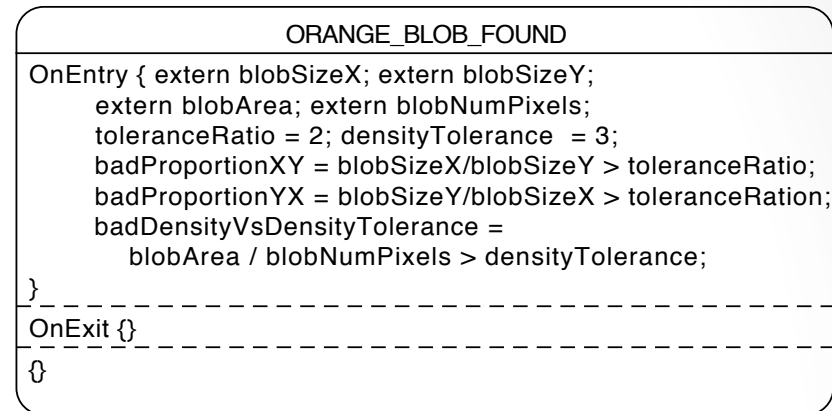 ORANGE_BLOB_FOUND
OnEntry { extern blobSizeX; extern blobSizeY;
extern blobArea; extern blobNumPixels;
toleranceRatio = 2; densityTolerance = 3;
badProportionXY = blobSizeX/blobSizeY > toleranceRatio;
badProportionYX = blobSizeY/blobSizeX > toleranceRation;
badDensityVsDensityTolerance =
blobArea / blobNumPixels > densityTolerance;
}
OnExit {}
{}